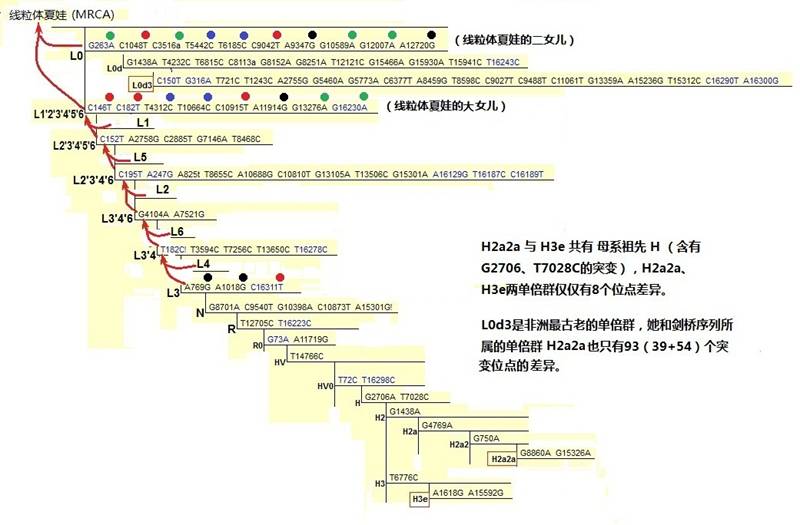 线粒体夏娃 (MRCA)
G263A C1048T C3516a T5442C T6185C C9042T A9347G G10589A G12007A A12720G
(线粒体夏娃的二女儿)
L0
G1438A T4232C T6815C C8113a G8152A G8251A T12121C G15466A G15930A T15941C T16243C
L0d
C150T G316A T721C T1243C A2755G G5460A G5773A C6377T A8459G T8598C C9027T C9488T C11061T G13359A A15236G T15312C C16290T A16300G
L0d3
C146T C182T T4312C T10664C C10915T A11914G G13276A G16230A
(线粒体夏娃的大女儿)
L1'2'3'4'5'6
L1
C152T A2758G C2885T G7146A T8468C
L2'3'4'5'6
L5
C195T A247G A825t T8655C A10688G C10810T G13105A T13506C G15301A A16129G T16187C C16189T
L2'3'4'6
L2
L3'4'6
G4104A A7521G
L6
T182C! T3594C T7256C T13650C T16278C
L3'4
L4
L3
A769G A1018G C16311T
G8701A C9540T G10398A C10873T A15301G!
N
T12705C T16223C
R
G73A A11719G
R0
T14766C
HV
T72C T16298C
HV0
G2706A T7028C
H
G1438A
H2
G4769A
H2a
G750A
H2a2
G8860A G15326A
H2a2a
T6776C
H3
A1618G A15592G
H3e
H2a2a 与 H3e 共有 母系祖先 H (含有
G2706、T7028C的突变),H2a2a、
H3e两单倍群仅仅有8个位点差异。
L0d3是非洲最古老的单倍群,她和剑桥序列所
属的单倍群 H2a2a 也只有93(39+54)个突
变位点的差异。